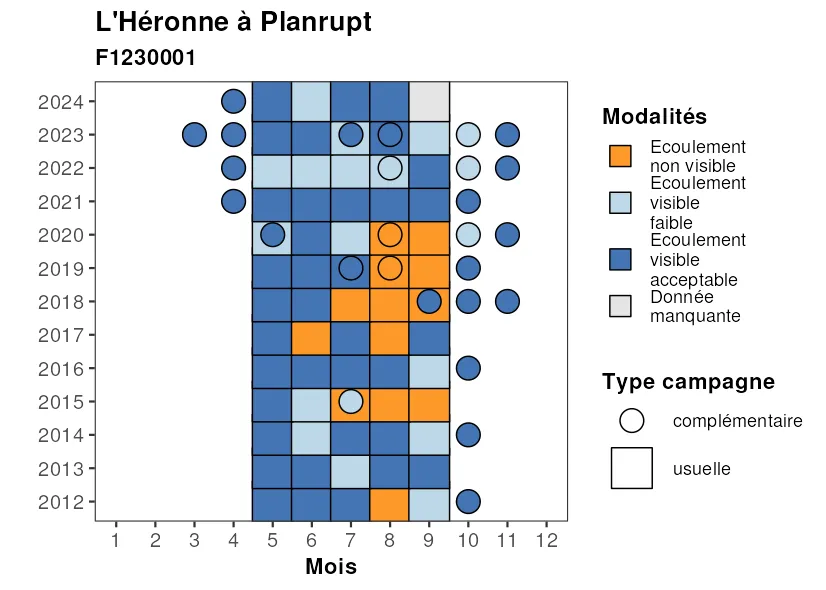 L'Héronne à Planrupt
F1230001
2024
2023
2022
2021
2020
2019
2018
2017
2016
2015
2014
2013
2012
1 2 3 4 5 6 7 8 9 10 11 12
Mois
Modalités
Ecoulement
non visible
Ecoulement
visible
faible
Ecoulement
visible
acceptable
Donnée
manquante
Type campagne
complémentaire
usuelle